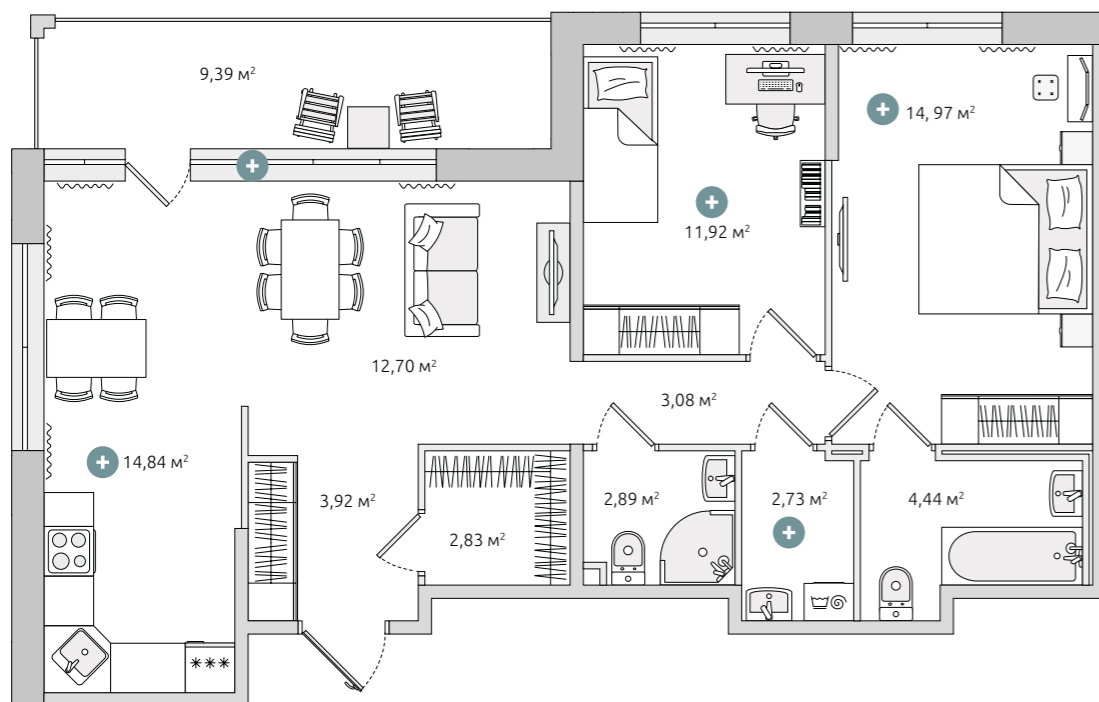 9,39 м²
14, 97 м²
11,92 м²
12,70 м²
3,08 м²
14,84 м²
3,92 м²
2,83 м²
2,89 м²
2,73 м²
4,44 м²
***